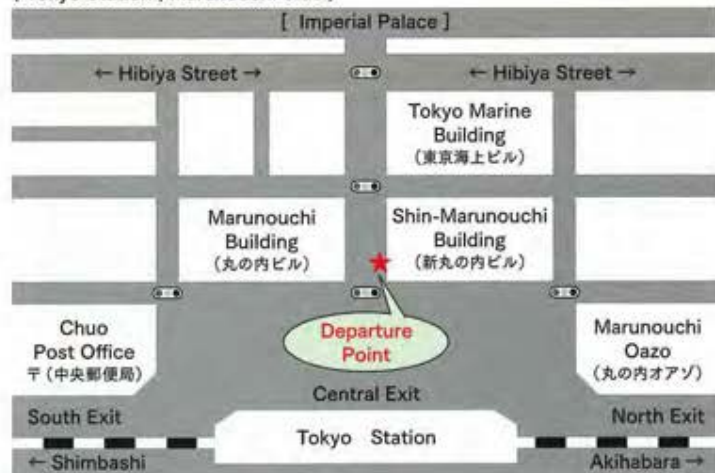 [ Imperial Palace ]
← Hibiya Street →
← Hibiya Street →
Tokyo Marine
Building
(東京海上ビル)
Marunouchi
Building
(丸の内ビル)
Shin-Marunouchi
Building
(新丸の内ビル)
Chuo
Post Office
〒(中央郵便局)
Departure
Point
Marunouchi
Oazo
(丸の内オアゾ)
Central Exit
South Exit
North Exit
Tokyo Station
← Shimbashi
Akihabara →